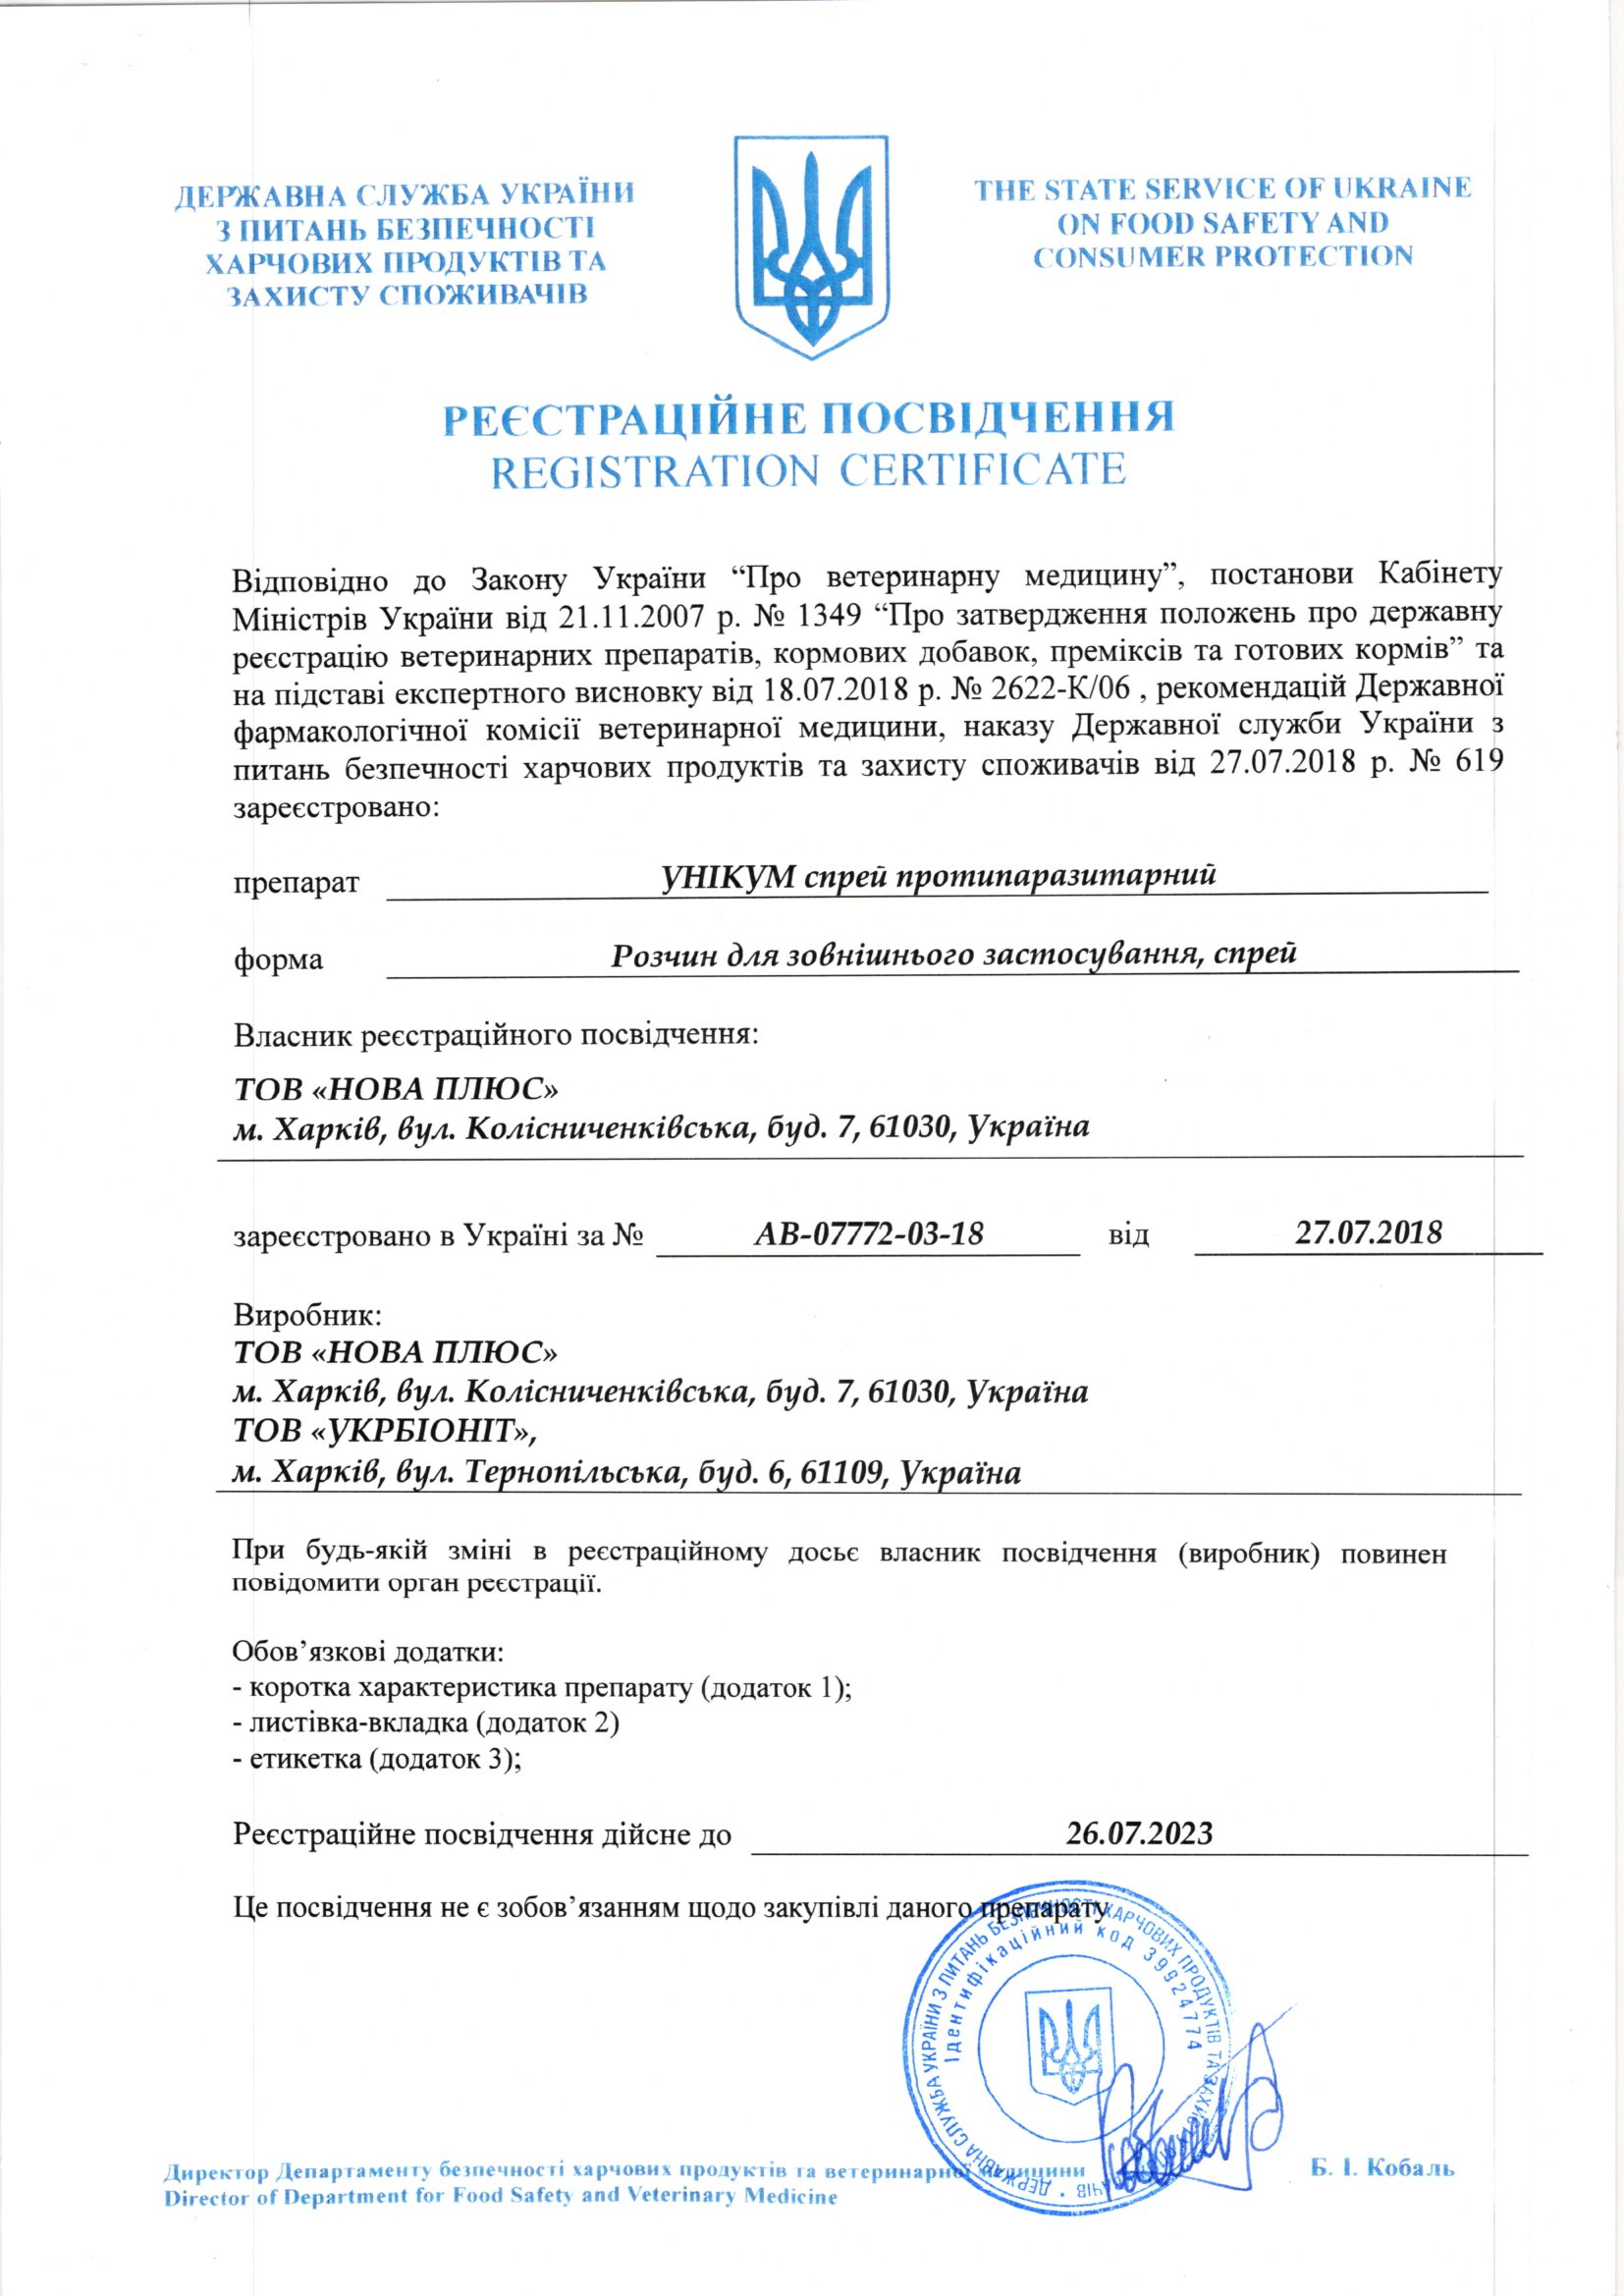 ДЕРЖАВНА СЛУЖБА УКРАЇНИ
З ПИТАНЬ БЕЗПЕЧНОСТІ
ХАРЧОВИХ ПРОДУКТІВ ТА
ЗАХИСТУ СПОЖИВАЧІВ
THE STATE SERVICE OF UKRAINE
ON FOOD SAFETY AND
CONSUMER PROTECTION
РЕЄСТРАЦІЙНЕ ПОСВІДЧЕННЯ
REGISTRATION CERTIFICATE
Відповідно до Закону України “Про ветеринарну медицину”, постанови Кабінету
Міністрів України від 21.11.2007 р. № 1349 “Про затвердження положень про державну
реєстрацію ветеринарних препаратів, кормових добавок, преміксів та готових кормів” та
на підставі експертного висновку від 18.07.2018 р. № 2622-К/06 , рекомендацій Державної
фармакологічної комісії ветеринарної медицини, наказу Державної служби України з
питань безпечності харчових продуктів та захисту споживачів від 27.07.2018 р. № 619
зареєстровано:
препарат УНІКУМ спрей протипаразитарний
форма Розчин для зовнішнього застосування, спрей
Власник реєстраційного посвідчення:
ТОВ «НОВА ПЛЮС»
м. Харків, вул. Колісниченківська, буд. 7, 61030, Україна
зареєстровано в Україні за № АВ-07772-03-18 від 27.07.2018
Виробник:
ТОВ «НОВА ПЛЮС»
м. Харків, вул. Колісниченківська, буд. 7, 61030, Україна
ТОВ «УКРБІОНІТ»,
м. Харків, вул. Тернопільська, буд. 6, 61109, Україна
При будь-якій зміні в реєстраційному досьє власник посвідчення (виробник) повинен
повідомити орган реєстрації.
Обов’язкові додатки:
- коротка характеристика препарату (додаток 1);
- листівка-вкладка (додаток 2)
- етикетка (додаток 3);
Реєстраційне посвідчення дійсне до 26.07.2023
Це посвідчення не є зобов’язанням щодо закупівлі даного препарату
ДЕРЖАВНА СЛУЖБА УКРАЇНИ З ПИТАНЬ БЕЗПЕЧНОСТІ ХАРЧОВИХ ПРОДУКТІВ ТА
Ідентифікаційний код 39924774
Директор Департаменту безпечності харчових продуктів та ветеринарної медицини
Director of Department for Food Safety and Veterinary Medicine
Б. І. Кобаль